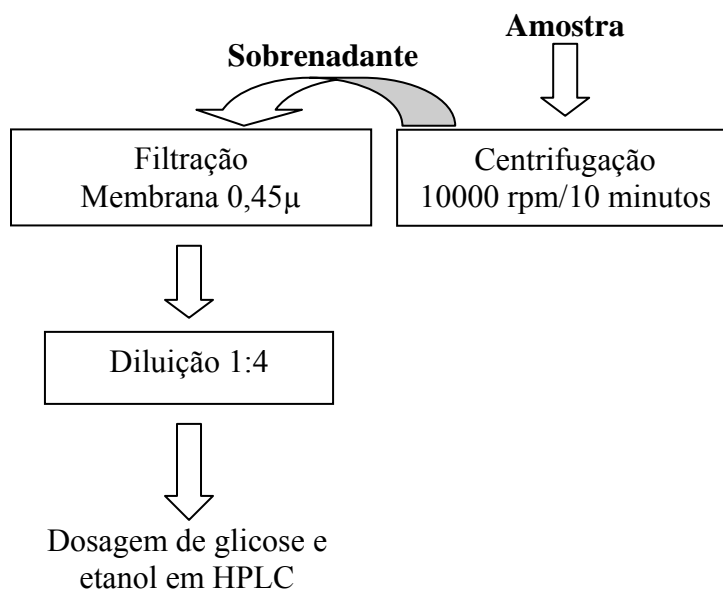 Amostra
Centrifugação
10000 rpm/10 minutos
Sobrenadante
Filtração
Membrana 0,45µ
Diluição 1:4
Dosagem de glicose e
etanol em HPLC